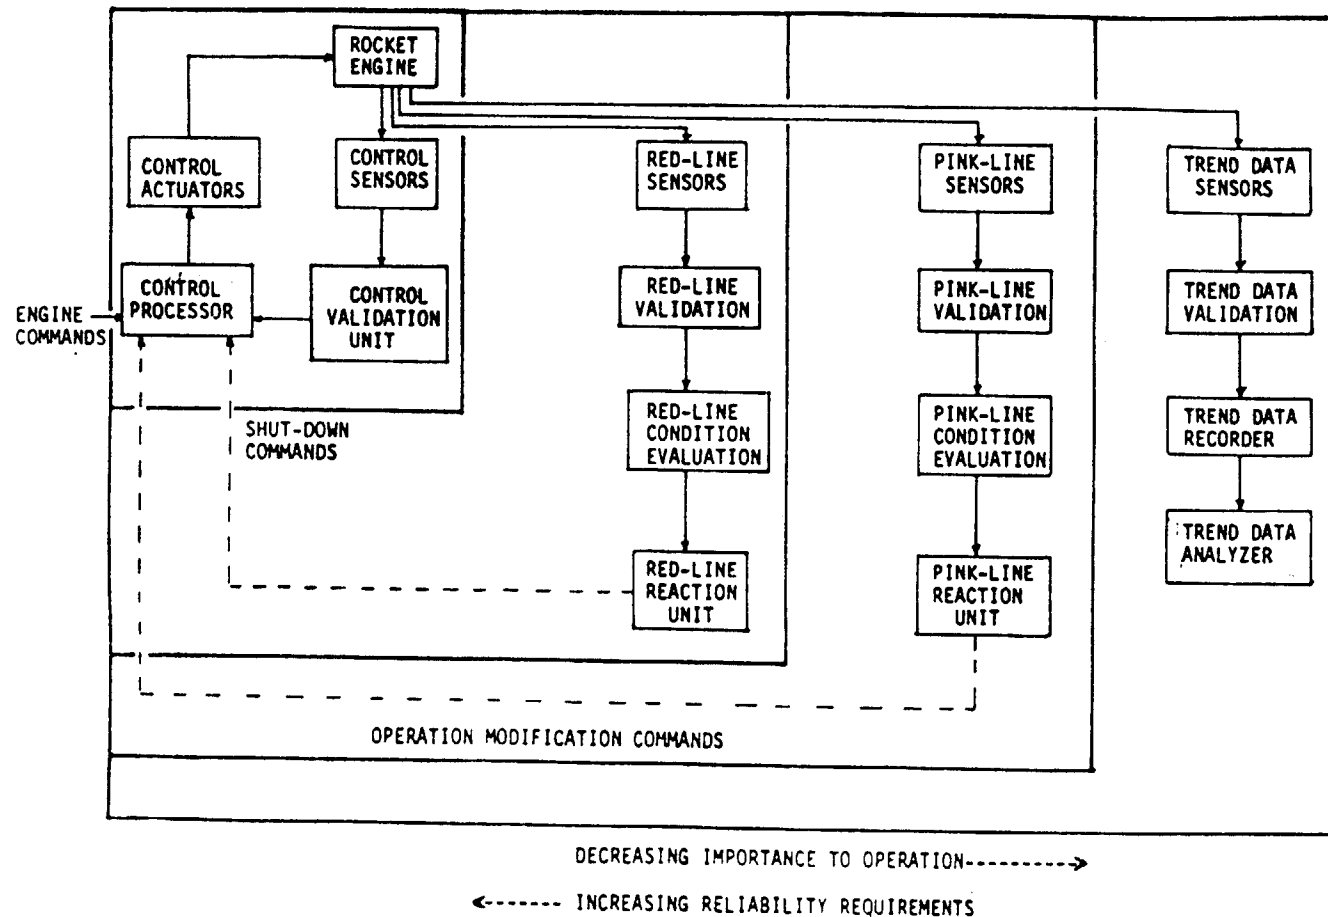 ROCKET
ENGINE
CONTROL
ACTUATORS
CONTROL
SENSORS
RED-LINE
SENSORS
PINK-LINE
SENSORS
TREND DATA
SENSORS
ENGINE
COMMANDS
CONTROL
PROCESSOR
CONTROL
VALIDATION
UNIT
RED-LINE
VALIDATION
PINK-LINE
VALIDATION
TREND DATA
VALIDATION
SHUT-DOWN
COMMANDS
RED-LINE
CONDITION
EVALUATION
PINK-LINE
CONDITION
EVALUATION
TREND DATA
RECORDER
RED-LINE
REACTION
UNIT
PINK-LINE
REACTION
UNIT
TREND DATA
ANALYZER
OPERATION MODIFICATION COMMANDS
DECREASING IMPORTANCE TO OPERATION
INCREASING RELIABILITY REQUIREMENTS